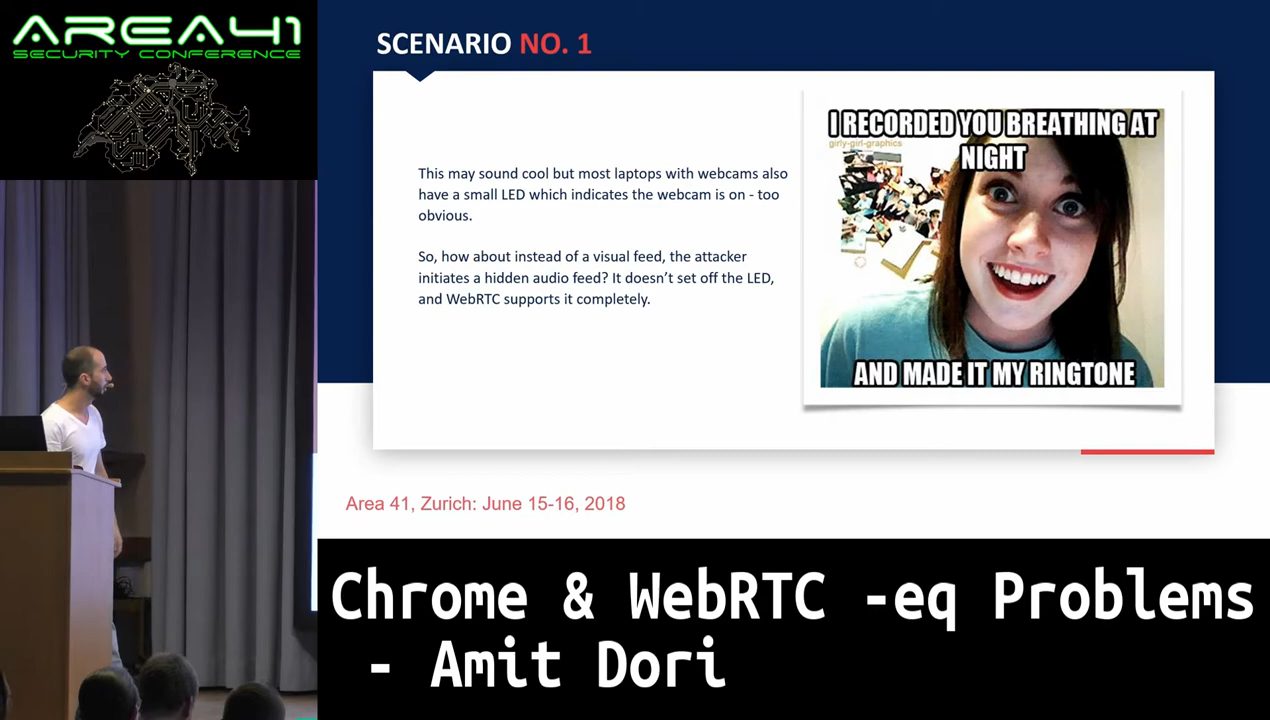 AREA41
SECURITY CONFERENCE
SCENARIO NO. 1
This may sound cool but most laptops with webcams also
have a small LED which indicates the webcam is on - too
obvious.
So, how about instead of a visual feed, the attacker
initiates a hidden audio feed? It doesn't set off the LED,
and WebRTC supports it completely.
I RECORDED YOU BREATHING AT
NIGHT
girly-girl-graphics
AND MADE IT MY RINGTONE
Area 41, Zurich: June 15-16, 2018
Chrome & WebRTC -eq Problems
- Amit Dori